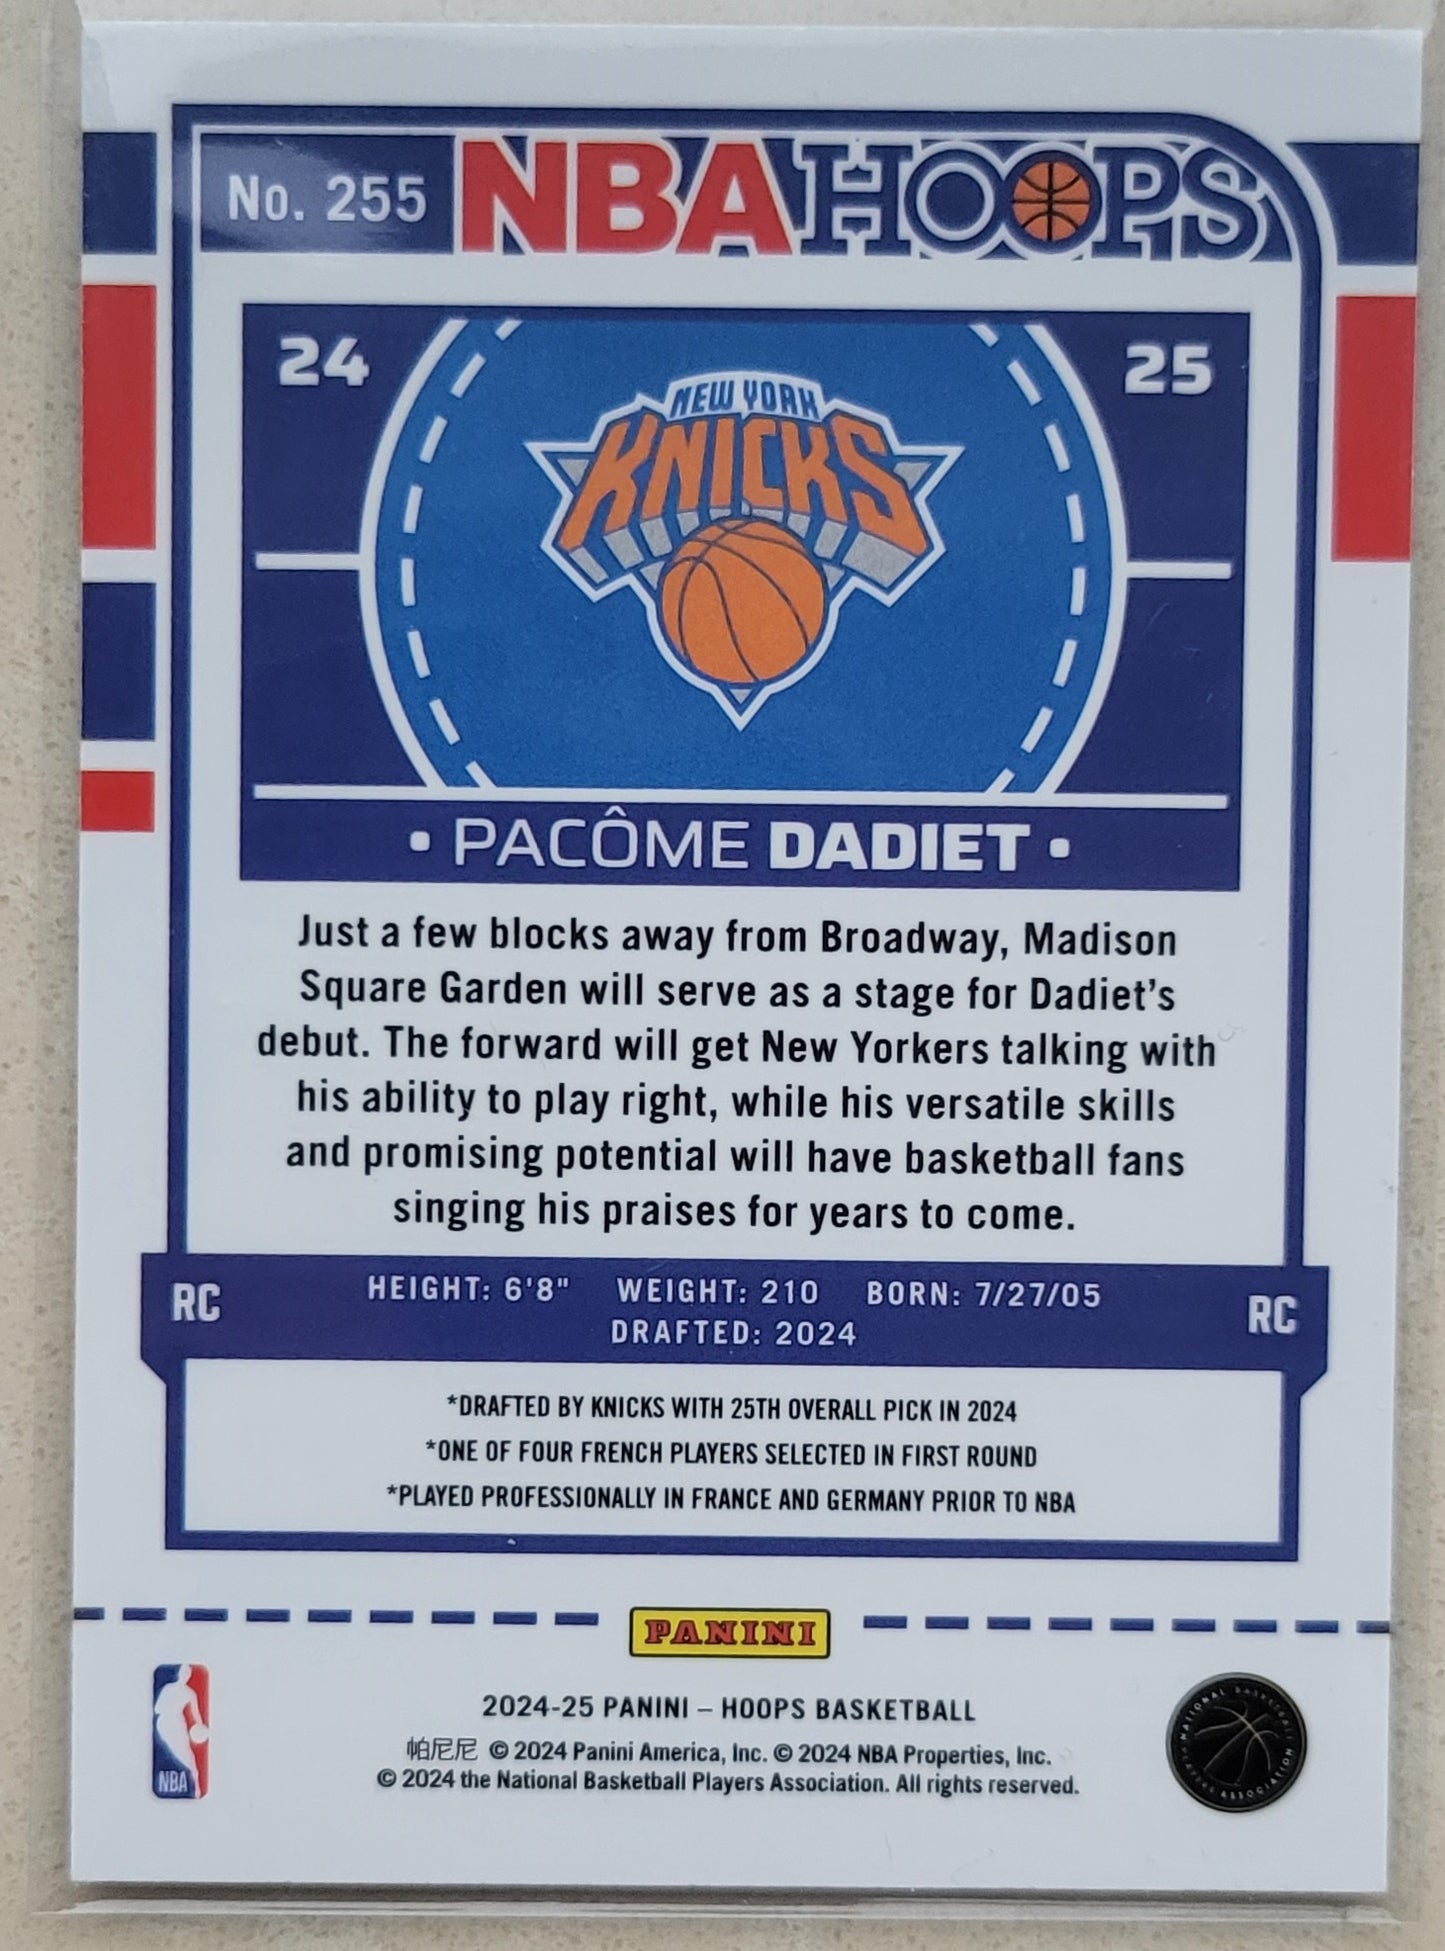 No. 255 NBA HOOPS
24 25
NEW YORK
KNICKS
• PACÔME DADIET •
Just a few blocks away from Broadway, Madison
Square Garden will serve as a stage for Dadiet's
debut. The forward will get New Yorkers talking with
his ability to play right, while his versatile skills
and promising potential will have basketball fans
singing his praises for years to come.
RC HEIGHT: 6'8" WEIGHT: 210 BORN: 7/27/05 RC
DRAFTED: 2024
*DRAFTED BY KNICKS WITH 25TH OVERALL PICK IN 2024
*ONE OF FOUR FRENCH PLAYERS SELECTED IN FIRST ROUND
*PLAYED PROFESSIONALLY IN FRANCE AND GERMANY PRIOR TO NBA
PANINI
2024-25 PANINI – HOOPS BASKETBALL
帕尼尼 © 2024 Panini America, Inc. © 2024 NBA Properties, Inc.
© 2024 the National Basketball Players Association. All rights reserved.
NBA
NATIONAL BASKETBALL PLAYERS ASSOCIATION